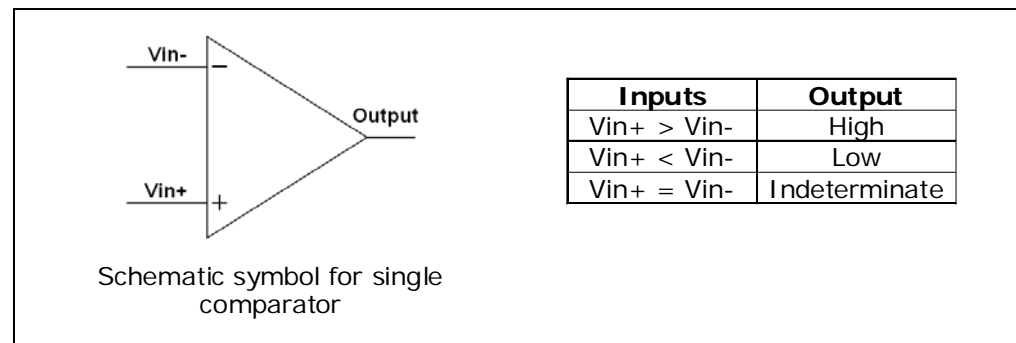 Vin-
−
Output
Vin+
+
Schematic symbol for single
comparator
Inputs Output
Vin+ > Vin- High
Vin+ < Vin- Low
Vin+ = Vin- Indeterminate